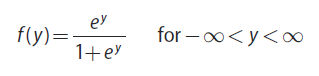 f(y)= e^y / (1+e^y) for −∞<y<∞